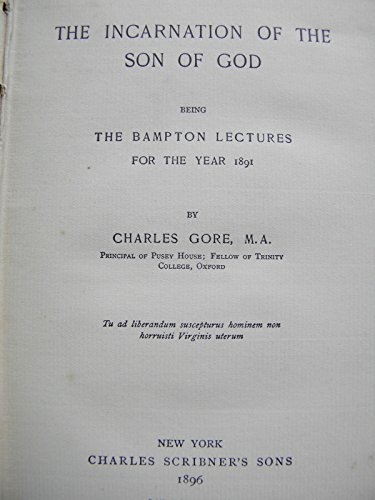 THE INCARNATION OF THE
SON OF GOD
BEING
THE BAMPTON LECTURES
FOR THE YEAR 1891
BY
CHARLES GORE, M.A.
PRINCIPAL OF PUSEY HOUSE; FELLOW OF TRINITY
COLLEGE, OXFORD
Tu ad liberandum suscepturus hominem non
horruisti Virginis uterum
NEW YORK
CHARLES SCRIBNER'S SONS
1896